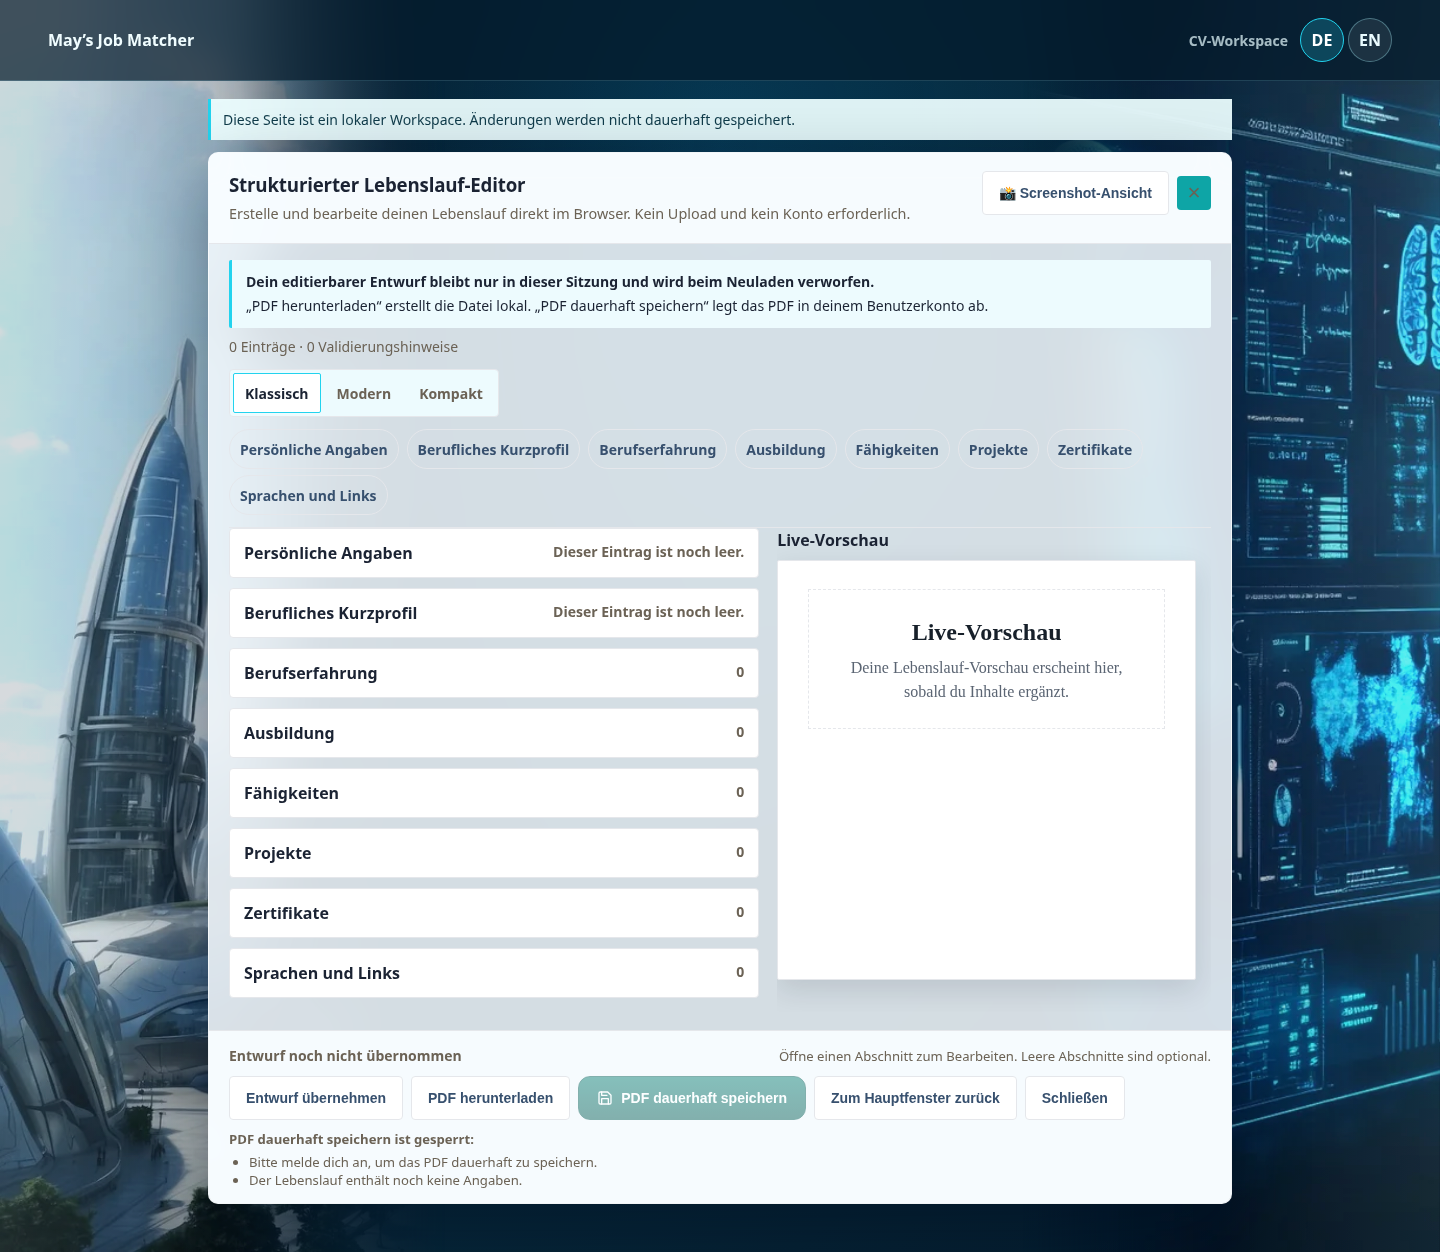 May’s Job Matcher
CV-Workspace DE EN
Diese Seite ist ein lokaler Workspace. Änderungen werden nicht dauerhaft gespeichert.
Strukturierter Lebenslauf-Editor
Erstelle und bearbeite deinen Lebenslauf direkt im Browser. Kein Upload und kein Konto erforderlich.
📸 Screenshot-Ansicht ✕
Dein editierbarer Entwurf bleibt nur in dieser Sitzung und wird beim Neuladen verworfen.
„PDF herunterladen“ erstellt die Datei lokal. „PDF dauerhaft speichern“ legt das PDF in deinem Benutzerkonto ab.
0 Einträge · 0 Validierungshinweise
Klassisch Modern Kompakt
Persönliche Angaben Berufliches Kurzprofil Berufserfahrung Ausbildung Fähigkeiten Projekte Zertifikate
Sprachen und Links
Persönliche Angaben Dieser Eintrag ist noch leer.
Berufliches Kurzprofil Dieser Eintrag ist noch leer.
Berufserfahrung 0
Ausbildung 0
Fähigkeiten 0
Projekte 0
Zertifikate 0
Sprachen und Links 0
Live-Vorschau
Live-Vorschau
Deine Lebenslauf-Vorschau erscheint hier,
sobald du Inhalte ergänzt.
Entwurf noch nicht übernommen
Öffne einen Abschnitt zum Bearbeiten. Leere Abschnitte sind optional.
Entwurf übernehmen PDF herunterladen PDF dauerhaft speichern Zum Hauptfenster zurück Schließen
PDF dauerhaft speichern ist gesperrt:
• Bitte melde dich an, um das PDF dauerhaft zu speichern.
• Der Lebenslauf enthält noch keine Angaben.